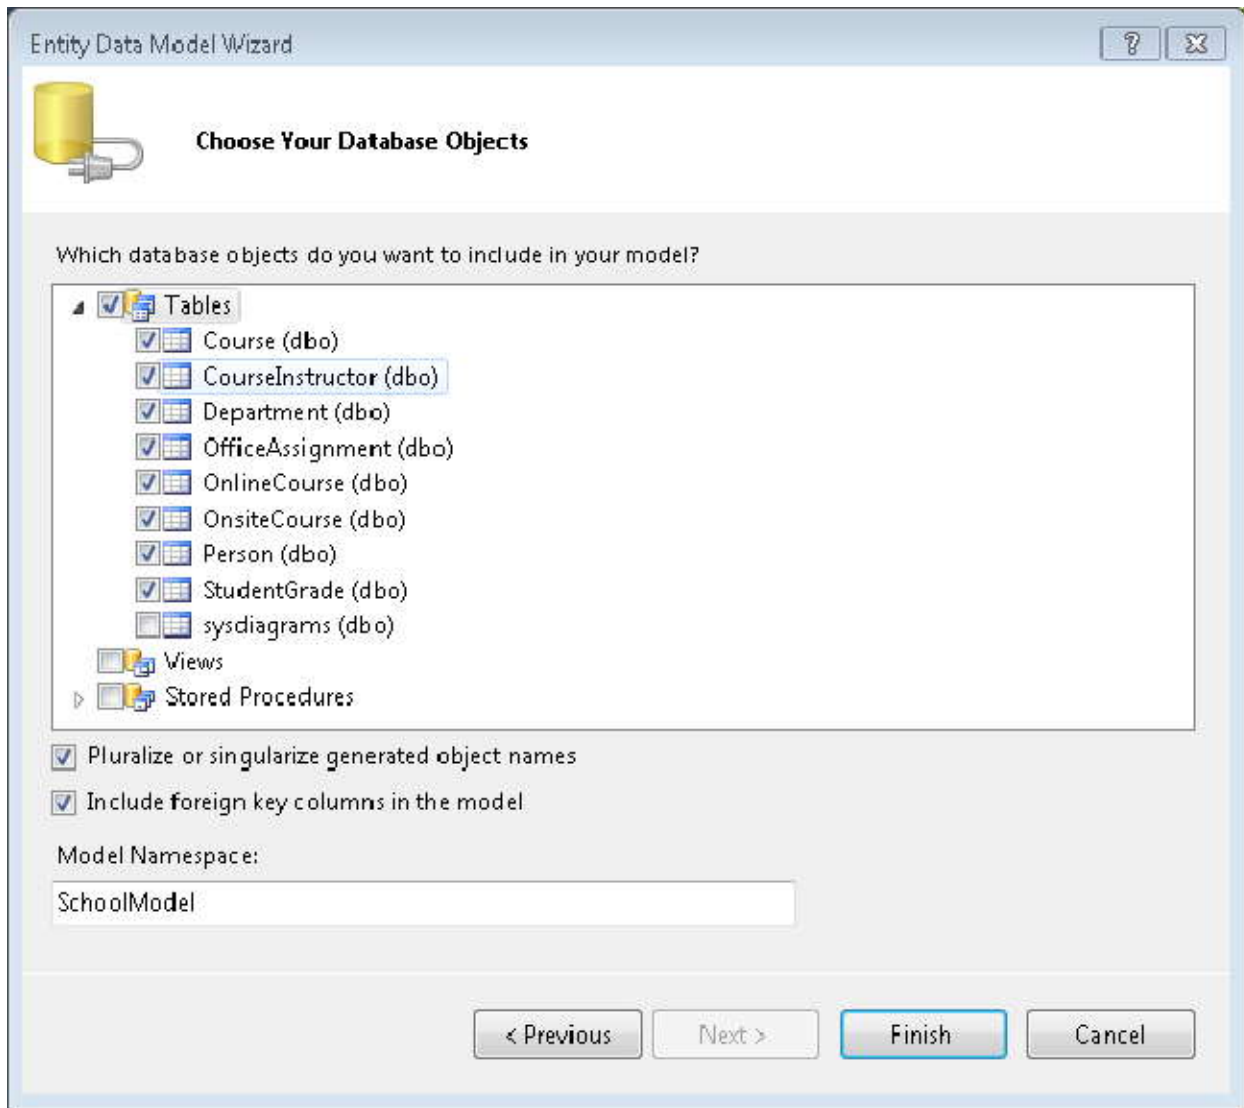 Entity Data Model Wizard
Choose Your Database Objects
Which database objects do you want to include in your model?
Tables
Course (dbo)
CourseInstructor (dbo)
Department (dbo)
OfficeAssignment (dbo)
OnlineCourse (dbo)
OnsiteCourse (dbo)
Person (dbo)
StudentGrade (dbo)
sysdiagrams (dbo)
Views
Stored Procedures
Pluralize or singularize generated object names
Include foreign key columns in the model
Model Namespace:
SchoolModel
< Previous Next > Finish Cancel